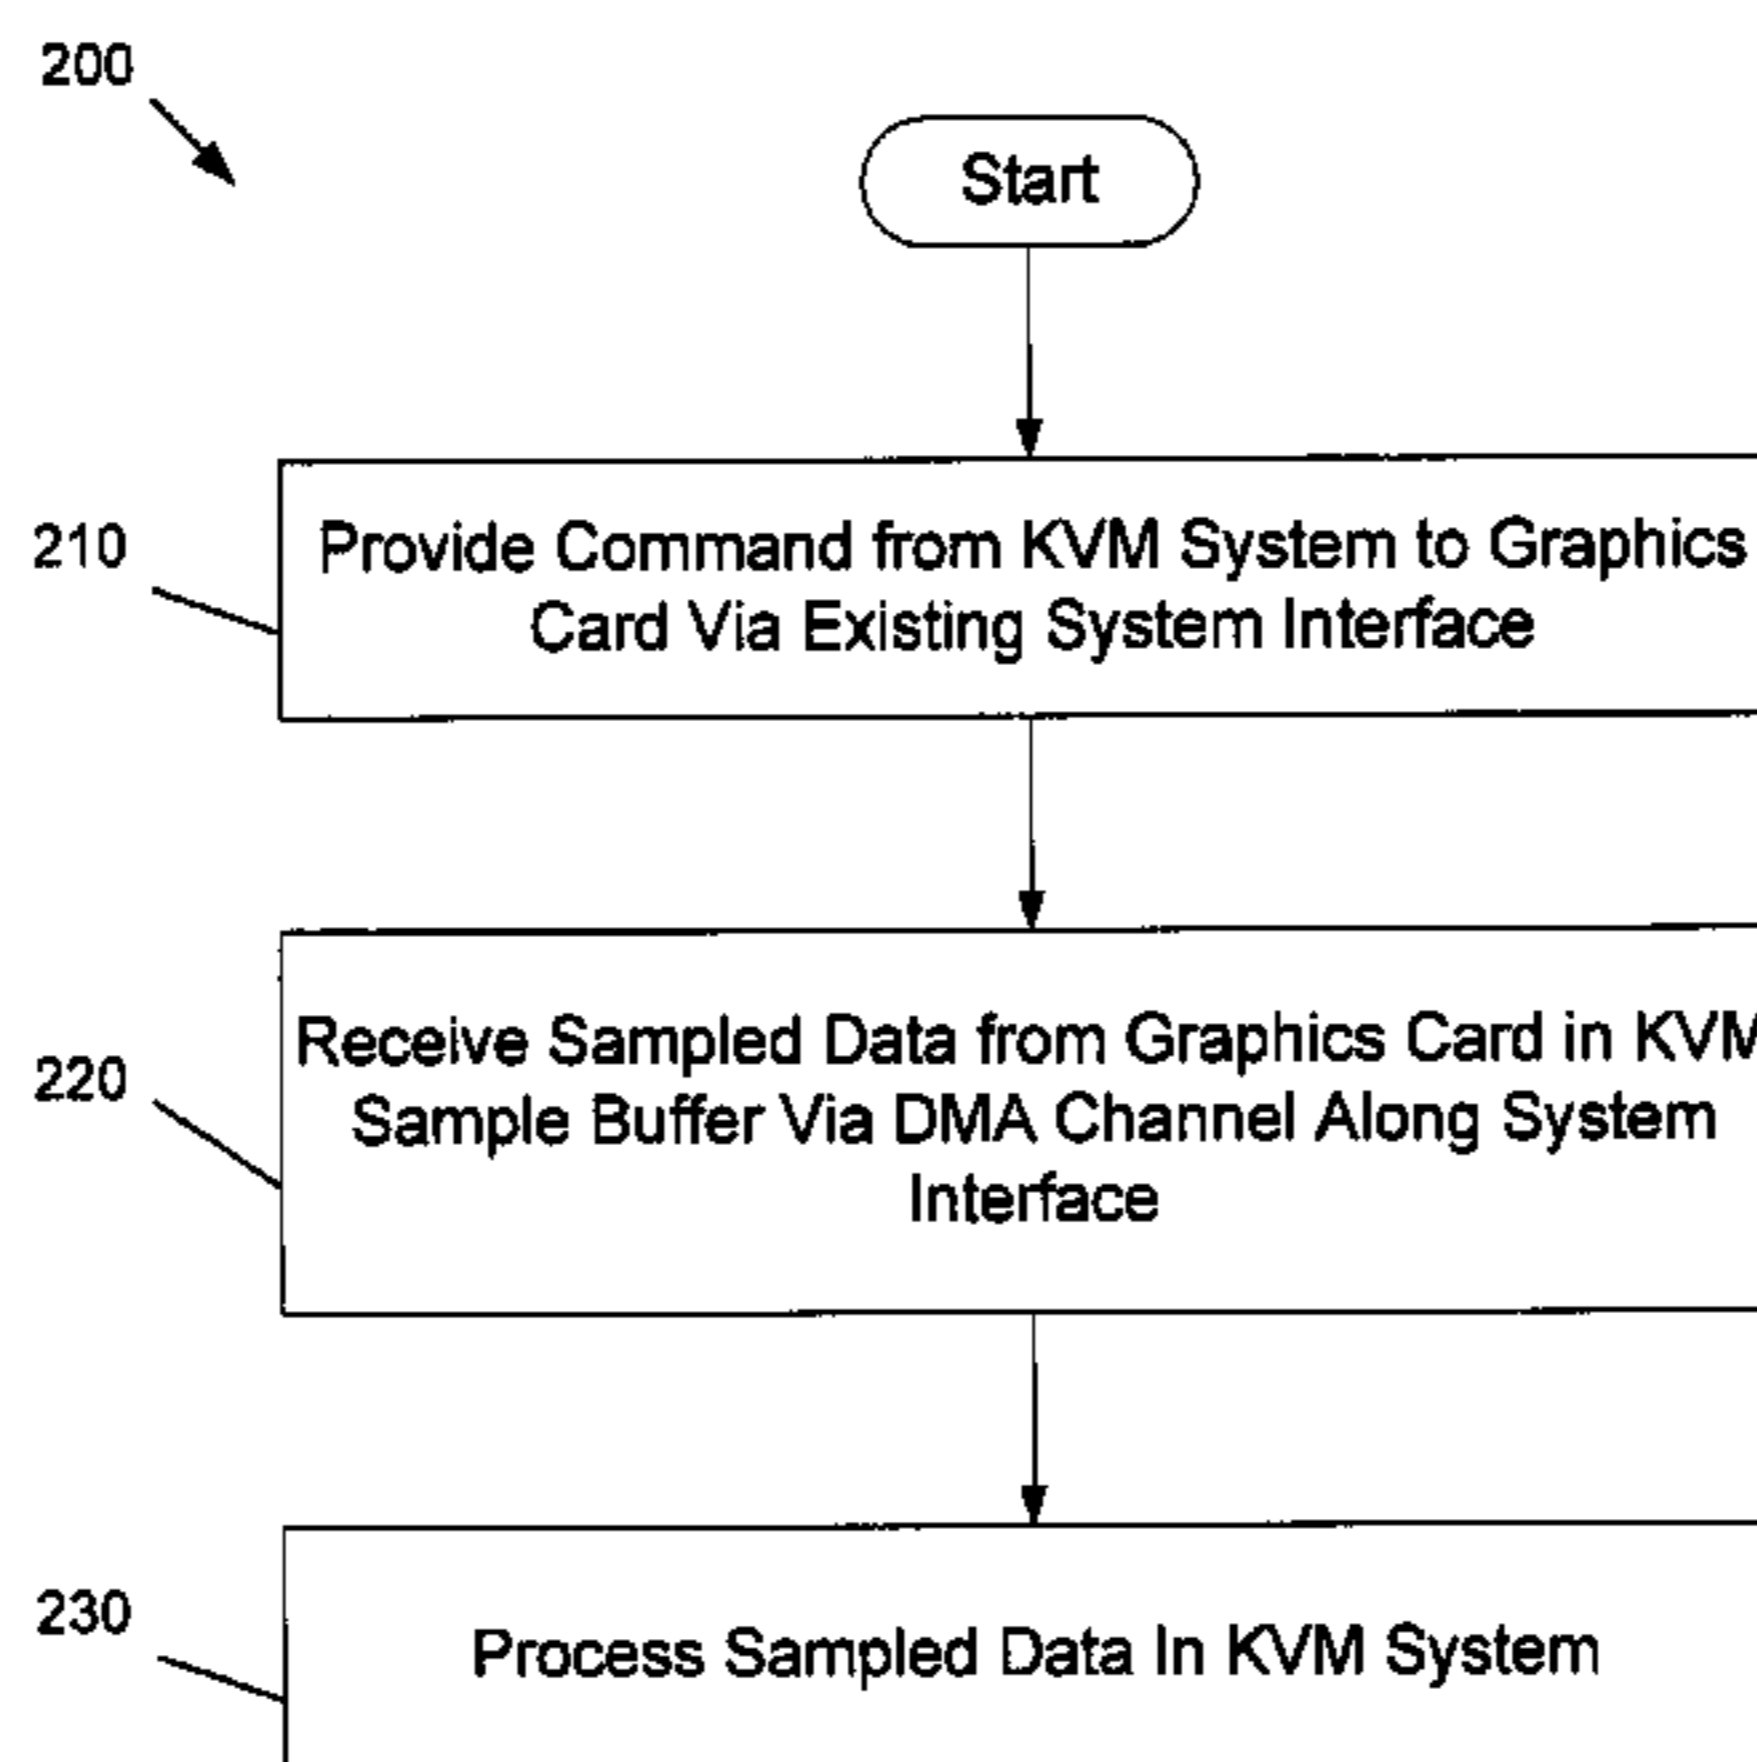 200
Start
210
Provide Command from KVM System to Graphics
Card Via Existing System Interface
220
Receive Sampled Data from Graphics Card in KVM
Sample Buffer Via DMA Channel Along System
Interface
230
Process Sampled Data In KVM System